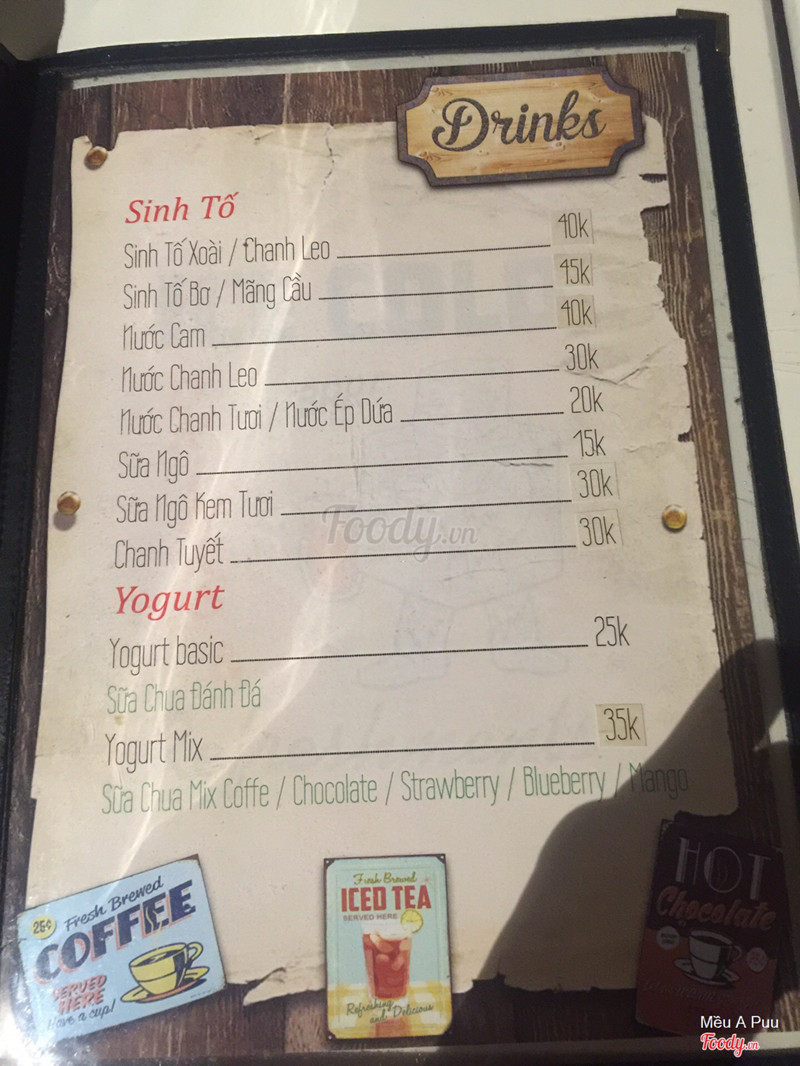 Drinks
Sinh Tố
Sinh Tố Xoài / Chanh Leo 40k
Sinh Tố Bơ / Mãng Cầu 45k
Nước Cam 40k
Nước Chanh Leo 30k
Nước Chanh Tươi / Nước Ép Dứa 20k
Sữa Ngô 15k
Sữa Ngô Kem Tươi 30k
Chanh Tuyết 30k
Foody.vn
Yogurt
Yogurt basic 25k
Sữa Chua Đánh Đá
Yogurt Mix 35k
Sữa Chua Mix Coffe / Chocolate / Strawberry / Blueberry / Mango
25¢ Fresh Brewed
COFFEE
SERVED
HERE
Have a cup!
Fresh Brewed
ICED TEA
SERVED HERE
Refreshing
and Delicious
HOT
Chocolate
Mều A Puu
Foody.vn